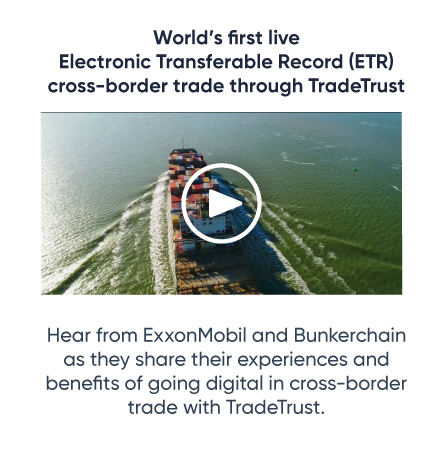 World's first live
Electronic Transferable Record (ETR)
cross-border trade through TradeTrust
Hear from ExxonMobil and Bunkerchain
as they share their experiences and
benefits of going digital in cross-border
trade with TradeTrust.